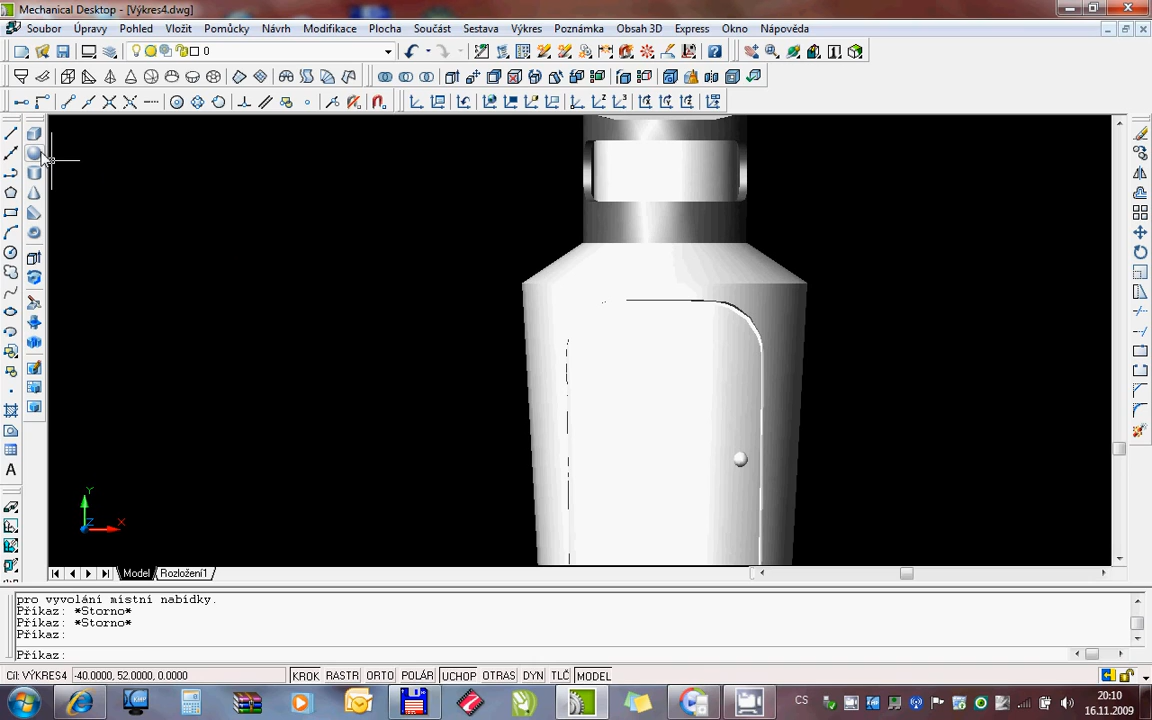 Mechanical Desktop - [Výkres4.dwg]
Soubor Úpravy Pohled Vložit Pomůcky Návrh Modifikace Plocha Součást Sestava Výkres Poznámka Obsah 3D Express Okno Nápověda
0
A
Y
Z X
Model Rozložení1
pro vyvolání místní nabídky.
Příkaz: *Storno*
Příkaz: *Storno*
Příkaz:
Příkaz:
Cíl: VÝKRES4 -40.0000, 52.0000, 0.0000 KROK RASTR ORTO POLÁR UCHOP OTRAS DYN TLČ MODEL
CS
20:10
16.11.2009